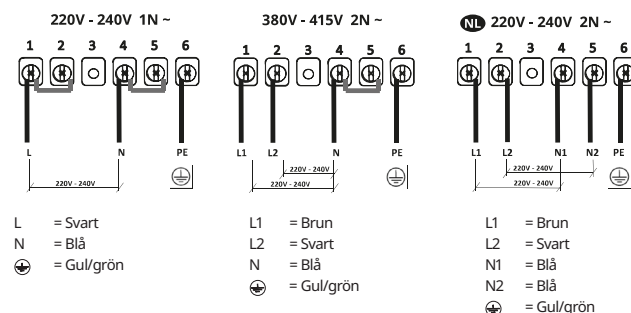 220V - 240V 1N ~
1 2 3 4 5 6
L N PE
220V - 240V
L = Svart
N = Blå
= Gul/grön
380V - 415V 2N ~
1 2 3 4 5 6
L1 L2 N PE
220V - 240V
220V - 240V
L1 = Brun
L2 = Svart
N = Blå
= Gul/grön
NL 220V - 240V 2N ~
1 2 3 4 5 6
L1 L2 N1 N2 PE
220V - 240V
220V - 240V
L1 = Brun
L2 = Svart
N1 = Blå
N2 = Blå
= Gul/grön